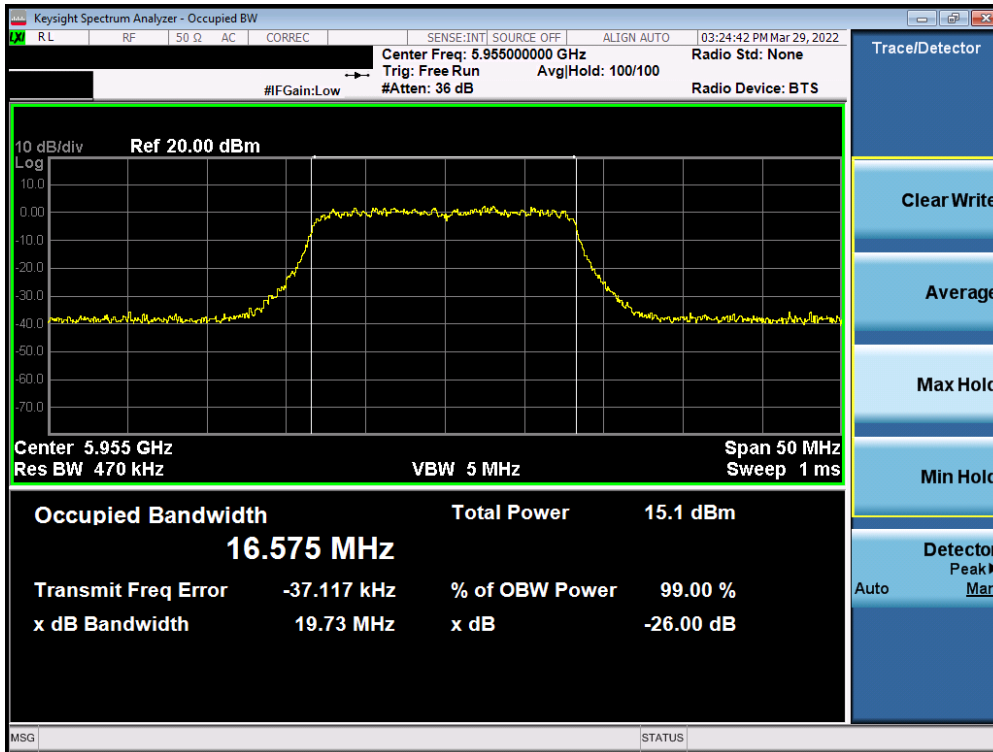 Keysight Spectrum Analyzer - Occupied BW
LXI RL RF 50 Ω AC CORREC SENSE:INT SOURCE OFF ALIGN AUTO 03:24:42 PM Mar 29, 2022
Center Freq: 5.955000000 GHz Radio Std: None
Trig: Free Run Avg|Hold: 100/100
#IFGain:Low #Atten: 36 dB Radio Device: BTS
10 dB/div Ref 20.00 dBm
Log
10.0
0.00
-10.0
-20.0
-30.0
-40.0
-50.0
-60.0
-70.0
Center 5.955 GHz Span 50 MHz
Res BW 470 kHz VBW 5 MHz Sweep 1 ms
Occupied Bandwidth Total Power 15.1 dBm
16.575 MHz
Transmit Freq Error -37.117 kHz % of OBW Power 99.00 %
x dB Bandwidth 19.73 MHz x dB -26.00 dB
MSG STATUS
Trace/Detector
Clear Write
Average
Max Hold
Min Hold
Detector
Peak
Auto Man